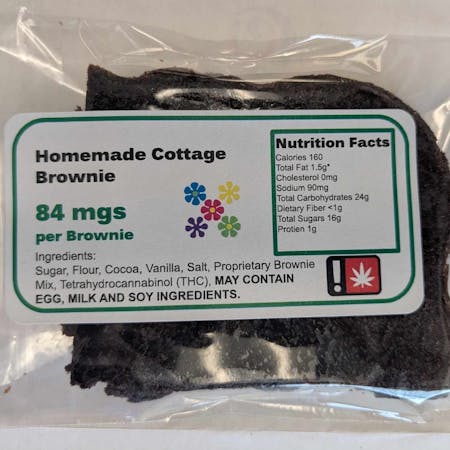 Homemade Cottage
Brownie
84 mgs
per Brownie
Ingredients:
Sugar, Flour, Cocoa, Vanilla, Salt, Proprietary Brownie
Mix, Tetrahydrocannabinol (THC), MAY CONTAIN
EGG, MILK AND SOY INGREDIENTS.
Nutrition Facts
Calories 160
Total Fat 1.5g*
Cholesterol 0mg
Sodium 90mg
Total Carbohydrates 24g
Dietary Fiber <1g
Total Sugars 16g
Protien 1g
!